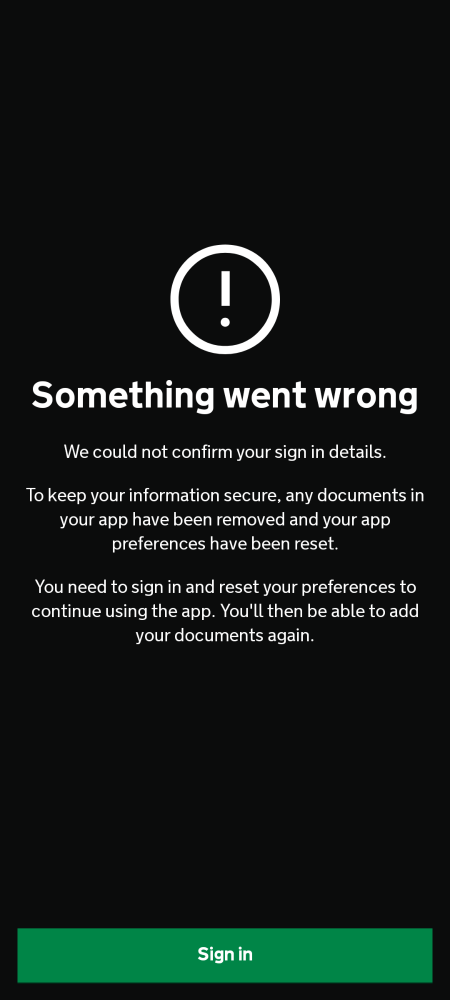 Something went wrong
We could not confirm your sign in details.
To keep your information secure, any documents in
your app have been removed and your app
preferences have been reset.
You need to sign in and reset your preferences to
continue using the app. You'll then be able to add
your documents again.
Sign in